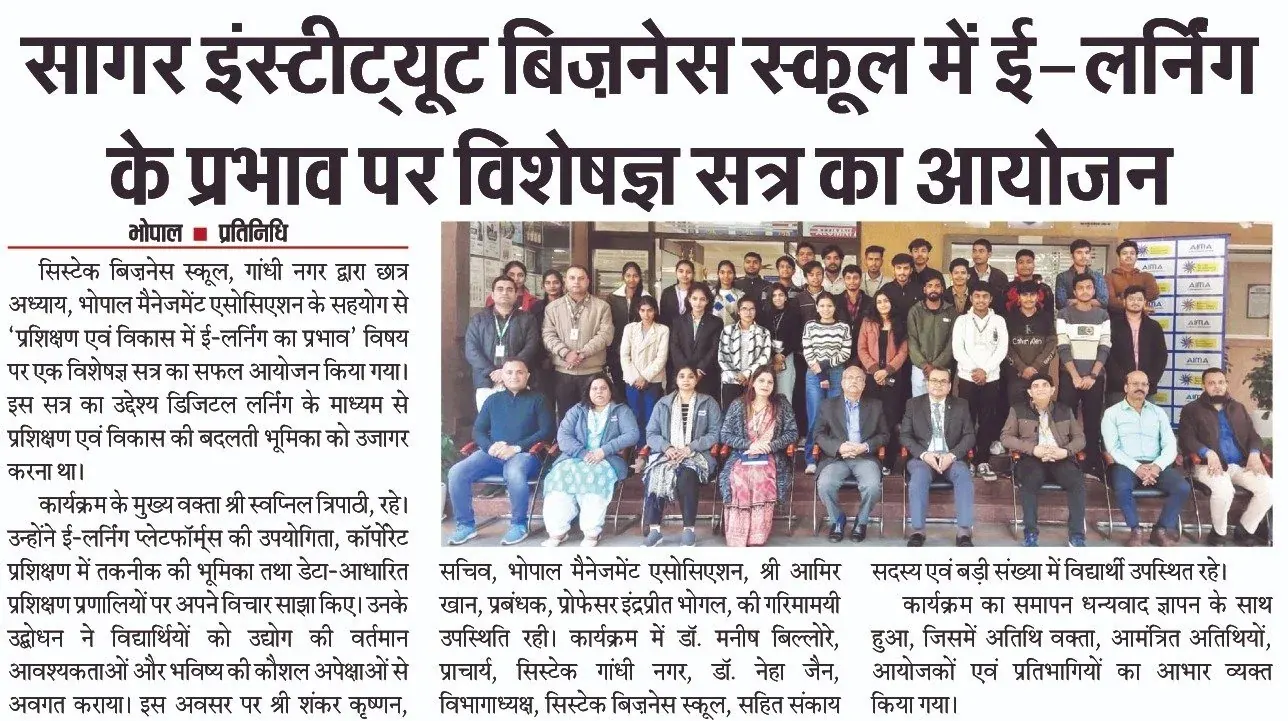 सागर इंस्टीट्यूट बिज़नेस स्कूल में ई-लर्निंग
के प्रभाव पर विशेषज्ञ सत्र का आयोजन
भोपाल ■ प्रतिनिधि
सिस्टेक बिज़नेस स्कूल, गांधी नगर द्वारा छात्र
अध्याय, भोपाल मैनेजमेंट एसोसिएशन के सहयोग से
‘प्रशिक्षण एवं विकास में ई-लर्निंग का प्रभाव’ विषय
पर एक विशेषज्ञ सत्र का सफल आयोजन किया गया।
इस सत्र का उद्देश्य डिजिटल लर्निंग के माध्यम से
प्रशिक्षण एवं विकास की बदलती भूमिका को उजागर
करना था।
कार्यक्रम के मुख्य वक्ता श्री स्वप्निल त्रिपाठी, रहे।
उन्होंने ई-लर्निंग प्लेटफॉर्म्स की उपयोगिता, कॉर्पोरेट
प्रशिक्षण में तकनीक की भूमिका तथा डेटा-आधारित
प्रशिक्षण प्रणालियों पर अपने विचार साझा किए। उनके
उद्बोधन ने विद्यार्थियों को उद्योग की वर्तमान
आवश्यकताओं और भविष्य की कौशल अपेक्षाओं से
अवगत कराया। इस अवसर पर श्री शंकर कृष्णन,
सचिव, भोपाल मैनेजमेंट एसोसिएशन, श्री आमिर
खान, प्रबंधक, प्रोफेसर इंद्रप्रीत भोगल, की गरिमामयी
उपस्थिति रही। कार्यक्रम में डॉ. मनीष बिल्लोरे,
प्राचार्य, सिस्टेक गांधी नगर, डॉ. नेहा जैन,
विभागाध्यक्ष, सिस्टेक बिज़नेस स्कूल, सहित संकाय
सदस्य एवं बड़ी संख्या में विद्यार्थी उपस्थित रहे।
कार्यक्रम का समापन धन्यवाद ज्ञापन के साथ
हुआ, जिसमें अतिथि वक्ता, आमंत्रित अतिथियों,
आयोजकों एवं प्रतिभागियों का आभार व्यक्त
किया गया।
AIMA
AIMA
AIMA
AIMA